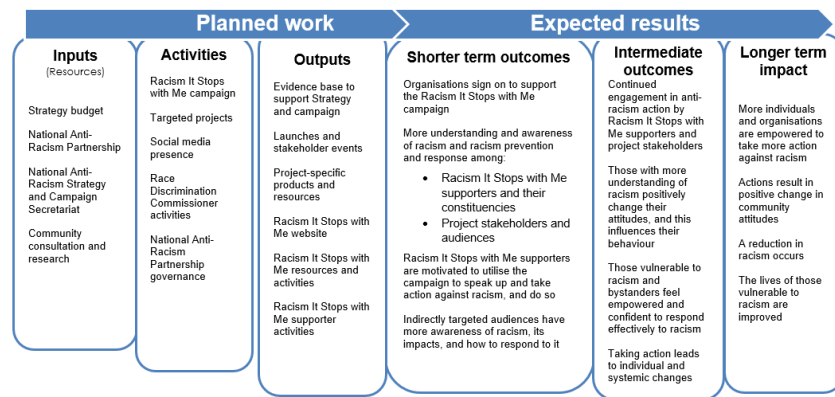 Planned work
Expected results
Inputs
(Resources)
Strategy budget
National Anti-
Racism Partnership
National Anti-
Racism Strategy
and Campaign
Secretariat
Community
consultation and
research
Activities
Racism It Stops
with Me campaign
Targeted projects
Social media
presence
Race
Discrimination
Commissioner
activities
National Anti-
Racism
Partnership
governance
Outputs
Evidence base to
support Strategy
and campaign
Launches and
stakeholder events
Project-specific
products and
resources
Racism It Stops
with Me website
Racism It Stops
with Me resources
and activities
Racism It Stops
with Me supporter
activities
Shorter term outcomes
Organisations sign on to support
the Racism It Stops with Me
campaign
More understanding and awareness
of racism and racism prevention
and response among:
• Racism It Stops with Me
supporters and their
constituencies
• Project stakeholders and
audiences
Racism It Stops with Me supporters
are motivated to utilise the
campaign to speak up and take
action against racism, and do so
Indirectly targeted audiences have
more awareness of racism, its
impacts, and how to respond to it
Intermediate
outcomes
Continued
engagement in anti-
racism action by
Racism It Stops with
Me supporters and
project stakeholders
Those with more
understanding of
racism positively
change their
attitudes, and this
influences their
behaviour
Those vulnerable to
racism and
bystanders feel
empowered and
confident to respond
effectively to racism
Taking action leads
to individual and
systemic changes
Longer term
impact
More individuals
and organisations
are empowered to
take more action
against racism
Actions result in
positive change in
community
attitudes
A reduction in
racism occurs
The lives of those
vulnerable to
racism are
improved